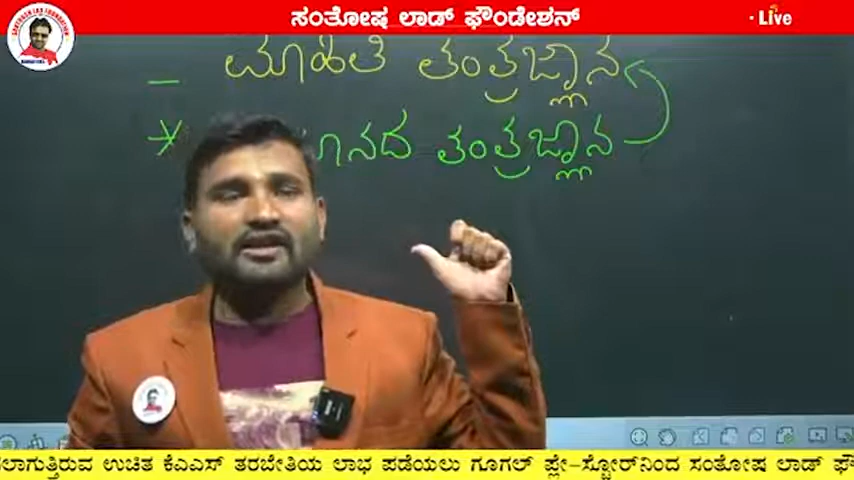 ಸಂತೋಷ ಲಾಡ್ ಫೌಂಡೇಶನ್
Live
– ಮಾಹಿತಿ ತಂತ್ರಜ್ಞಾನ
* ತಂತ್ರಜ್ಞಾನ
ಉಚಿತ ಕೆಎಎಸ್ ತರಬೇತಿಯ ಲಾಭ ಪಡೆಯಲು ಗೂಗಲ್ ಪ್ಲೇ-ಸ್ಟೋರ್‌ನಿಂದ ಸಂತೋಷ ಲಾಡ್